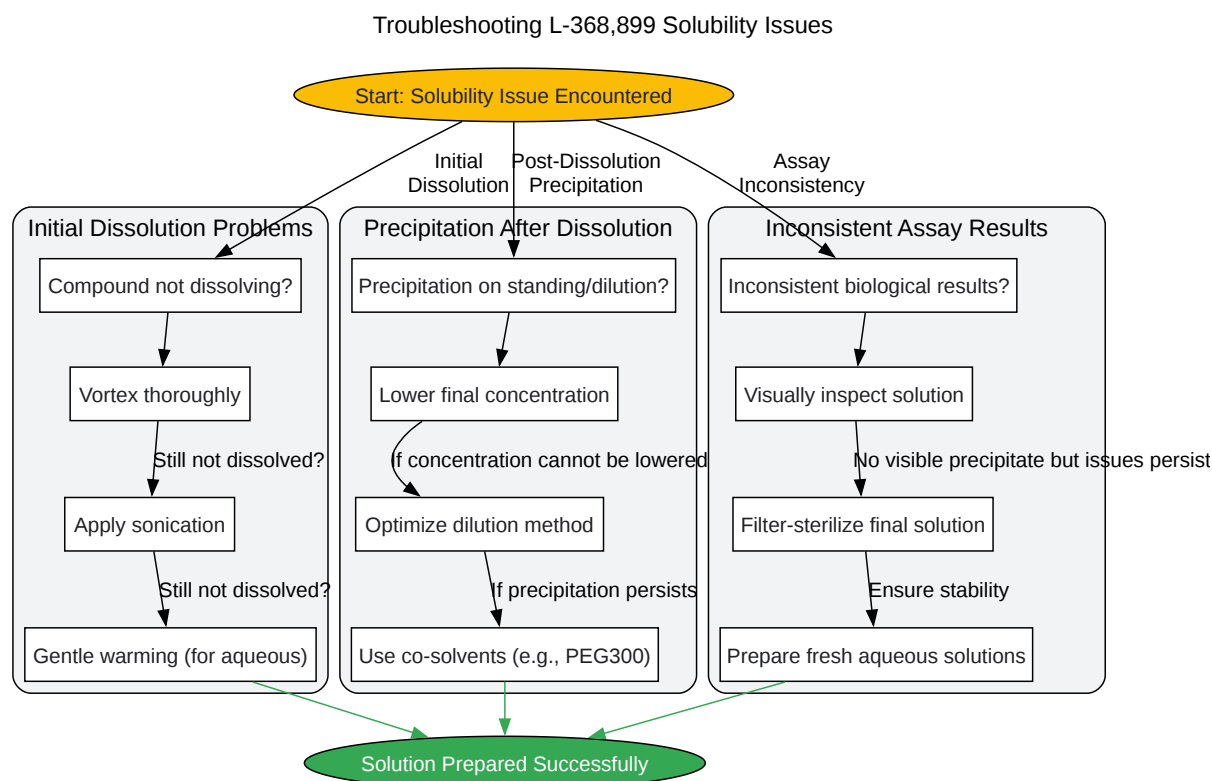 Troubleshooting L-368,899 Solubility Issues
Start: Solubility Issue Encountered
Initial
Dissolution
Post-Dissolution
Precipitation
Assay
Inconsistency
Initial Dissolution Problems
Compound not dissolving?
Vortex thoroughly
Still not dissolved?
Apply sonication
Still not dissolved?
Gentle warming (for aqueous)
Precipitation After Dissolution
Precipitation on standing/dilution?
Lower final concentration
If concentration cannot be lowered
Optimize dilution method
If precipitation persists
Use co-solvents (e.g., PEG300)
Inconsistent Assay Results
Inconsistent biological results?
Visually inspect solution
No visible precipitate but issues persist
Filter-sterilize final solution
Ensure stability
Prepare fresh aqueous solutions
Solution Prepared Successfully